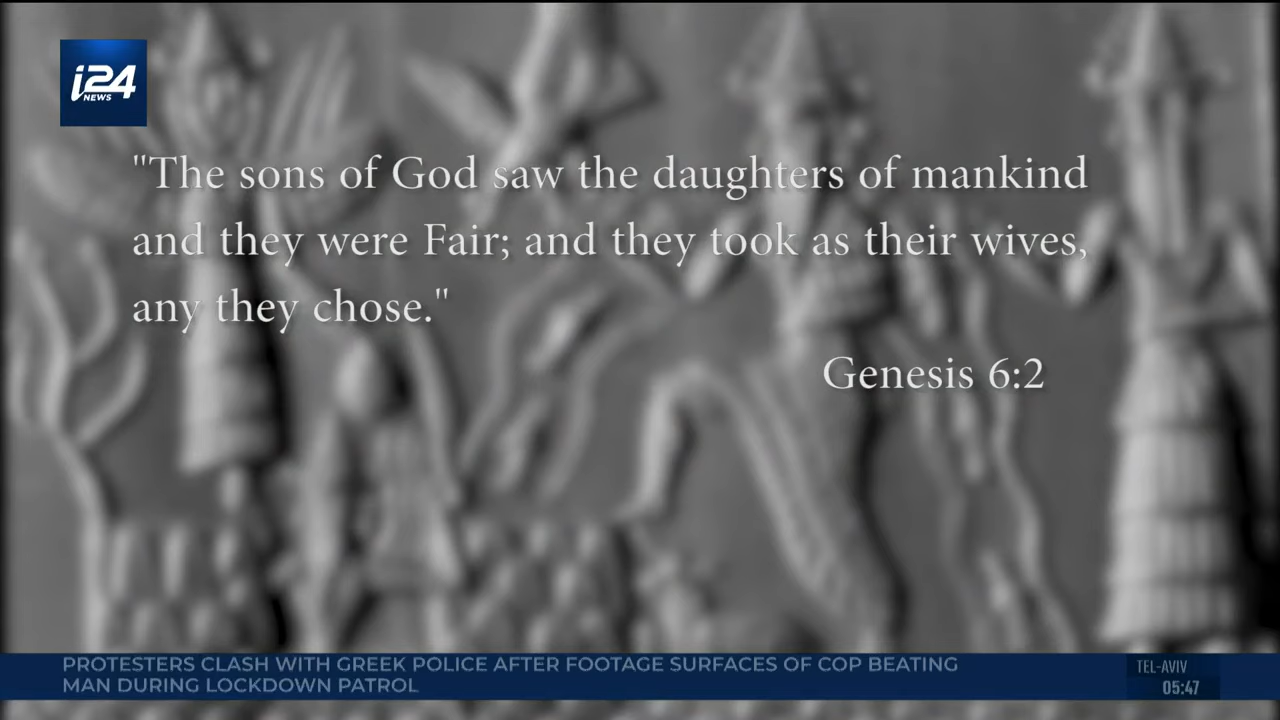 i24
NEWS
"The sons of God saw the daughters of mankind
and they were Fair; and they took as their wives,
any they chose."
Genesis 6:2
PROTESTERS CLASH WITH GREEK POLICE AFTER FOOTAGE SURFACES OF COP BEATING
MAN DURING LOCKDOWN PATROL
TEL-AVIV
05:47